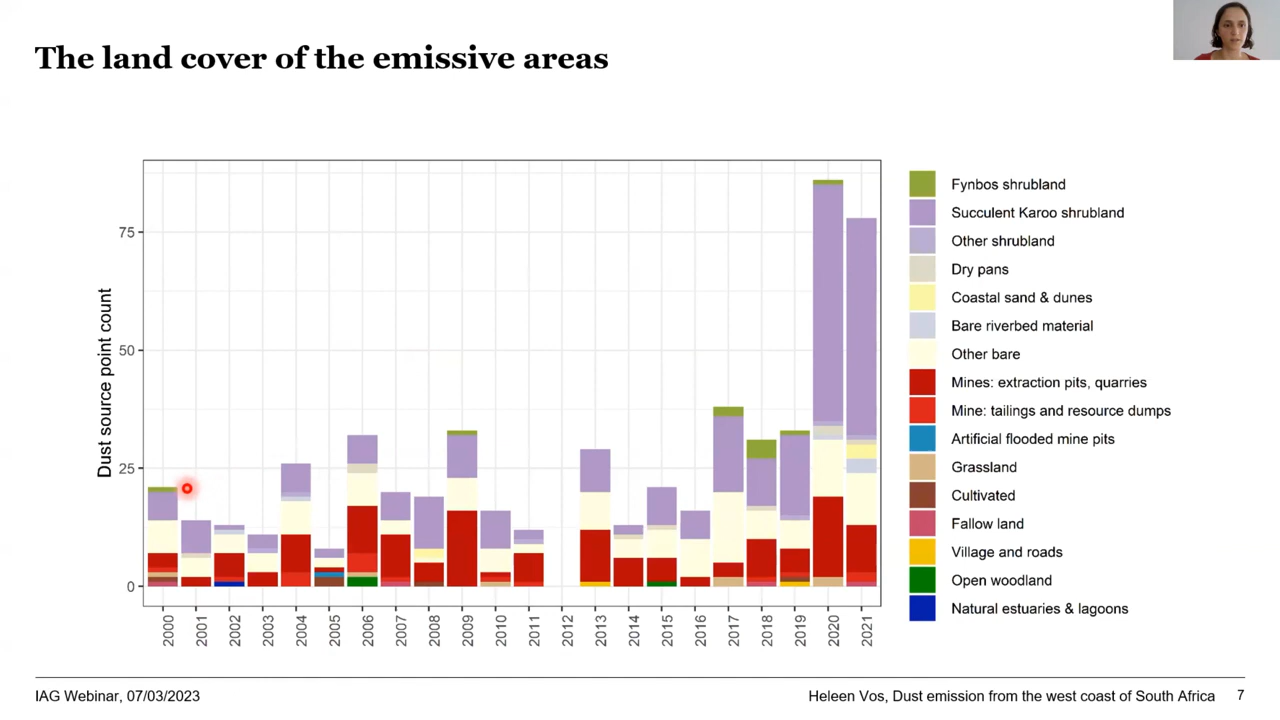 The land cover of the emissive areas
Dust source point count
75
50
25
0
2000
2001
2002
2003
2004
2005
2006
2007
2008
2009
2010
2011
2012
2013
2014
2015
2016
2017
2018
2019
2020
2021
Fynbos shrubland
Succulent Karoo shrubland
Other shrubland
Dry pans
Coastal sand & dunes
Bare riverbed material
Other bare
Mines: extraction pits, quarries
Mine: tailings and resource dumps
Artificial flooded mine pits
Grassland
Cultivated
Fallow land
Village and roads
Open woodland
Natural estuaries & lagoons
IAG Webinar, 07/03/2023
Heleen Vos, Dust emission from the west coast of South Africa 7